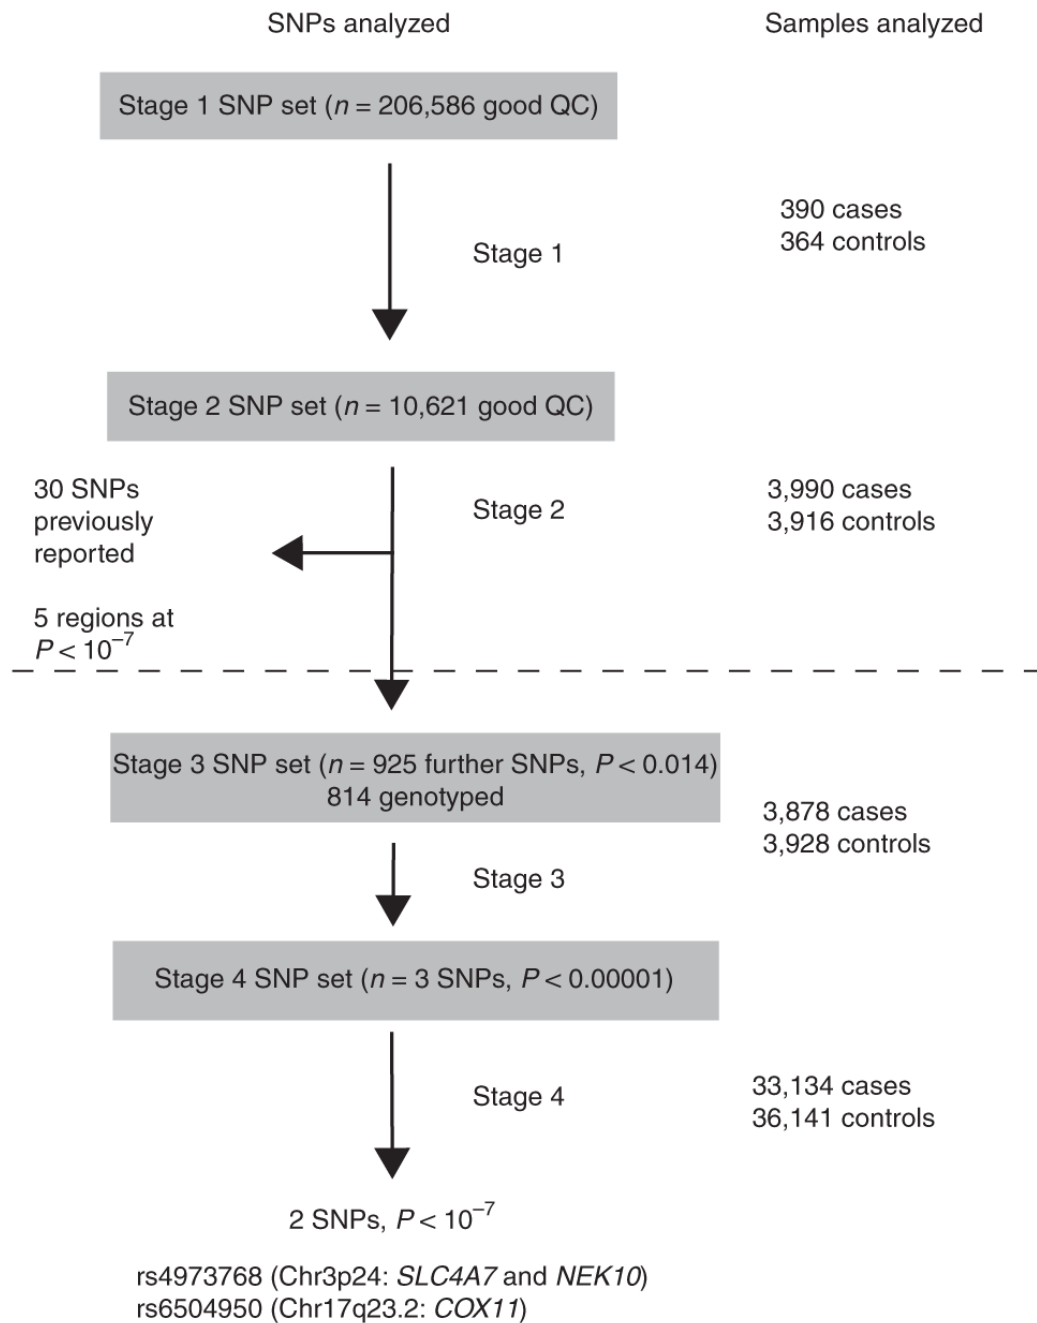 SNPs analyzed
Samples analyzed
Stage 1 SNP set (n = 206,586 good QC)
390 cases
364 controls
Stage 1
Stage 2 SNP set (n = 10,621 good QC)
30 SNPs
previously
reported
Stage 2
3,990 cases
3,916 controls
5 regions at
P < 10⁻⁷
Stage 3 SNP set (n = 925 further SNPs, P < 0.014)
814 genotyped
3,878 cases
3,928 controls
Stage 3
Stage 4 SNP set (n = 3 SNPs, P < 0.00001)
Stage 4
33,134 cases
36,141 controls
2 SNPs, P < 10⁻⁷
rs4973768 (Chr3p24: SLC4A7 and NEK10)
rs6504950 (Chr17q23.2: COX11)